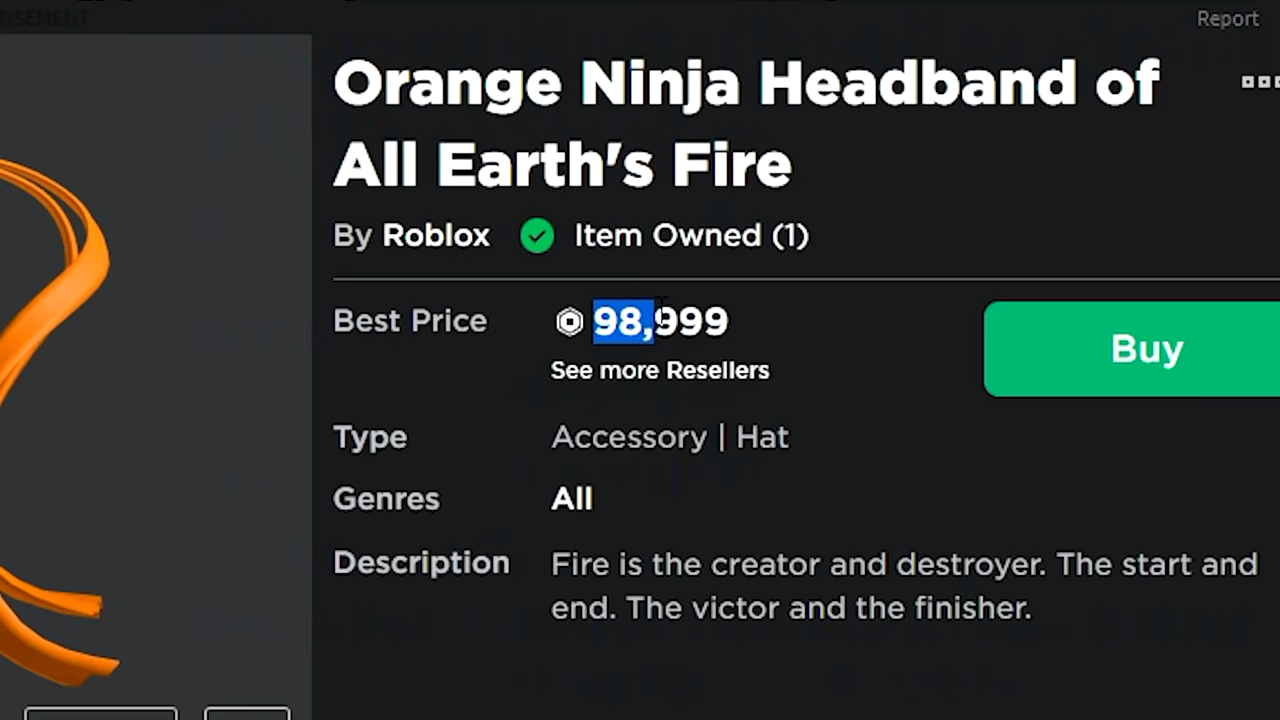 TISEMENT
Report
Orange Ninja Headband of
All Earth's Fire
By Roblox Item Owned (1)
Best Price 98,999 Buy
See more Resellers
Type Accessory | Hat
Genres All
Description Fire is the creator and destroyer. The start and
end. The victor and the finisher.